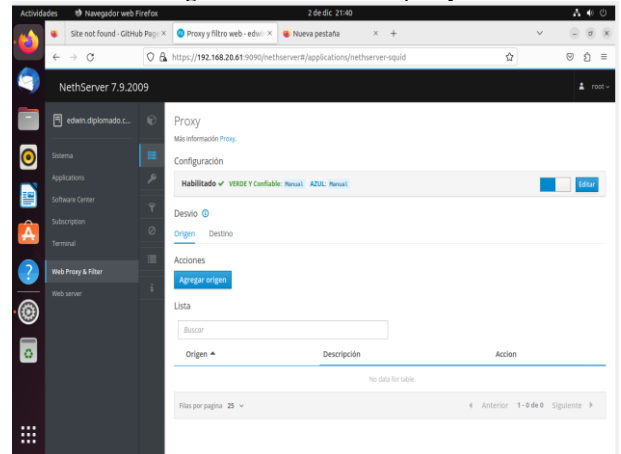 Actividades Navegador web Firefox 2 de dic 21:40
Site not found · GitHub Page × Proxy y filtro web - edwin × Nueva pestaña × +
https://192.168.20.61:9090/nethserver#/applications/nethserver-squid
NethServer 7.9.2009 root
edwin.diplomado.c...
Sistema
Applications
Software Center
Subscription
Terminal
Web Proxy & Filter
Web server
Proxy
Más información Proxy.
Configuración
Habilitado ✔ VERDE Y Confiable: Manual AZUL: Manual Editar
Desvio
Origen Destino
Acciones
Agregar origen
Lista
Buscar
Origen Descripción Accion
No data for table.
Filas por pagina 25 Anterior 1 - 0 de 0 Siguiente